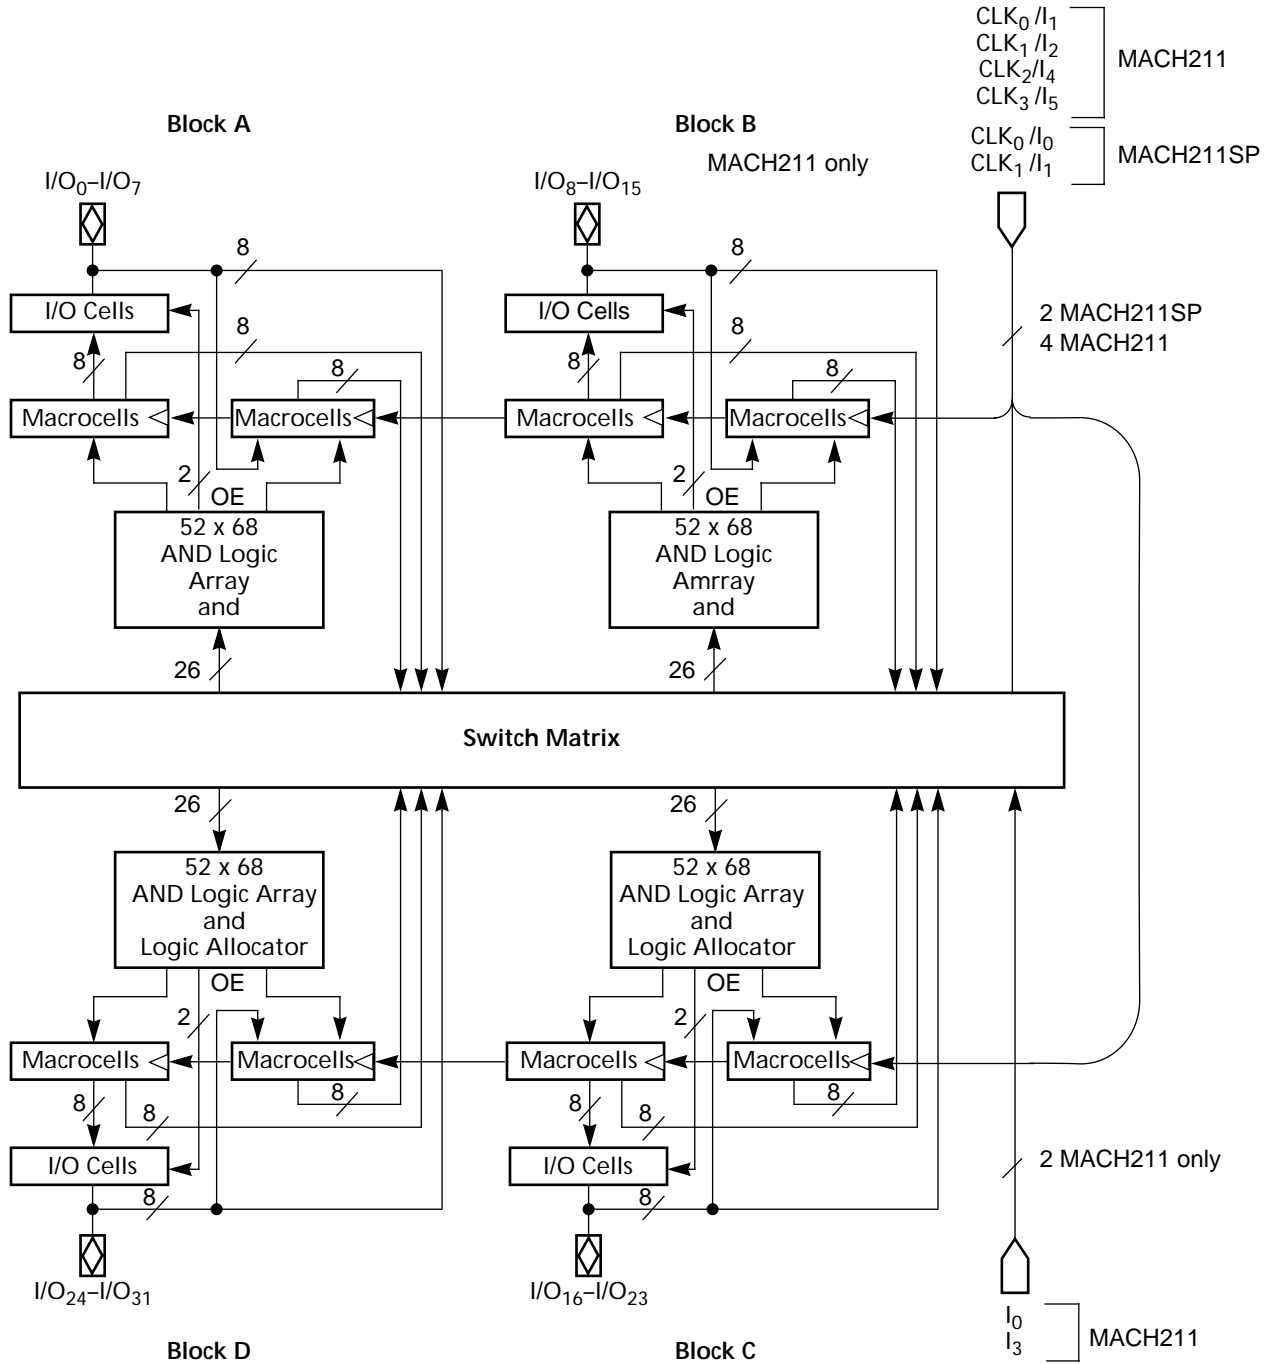 CLK0 /I1
CLK1 /I2
CLK2/I4
CLK3 /I5
MACH211
CLK0 /I0
CLK1 /I1
MACH211SP
Block A
Block B
MACH211 only
I/O0–I/O7
I/O8–I/O15
8
8
I/O Cells
I/O Cells
2 MACH211SP
4 MACH211
8
8
8
8
8
8
Macrocells
Macrocells
Macrocells
Macrocells
2
OE
2
OE
52 x 68
AND Logic
Array
and
52 x 68
AND Logic
Amrray
and
26
26
Switch Matrix
26
26
52 x 68
AND Logic Array
and
Logic Allocator
52 x 68
AND Logic Array
and
Logic Allocator
OE
OE
2
2
Macrocells
Macrocells
Macrocells
Macrocells
8
8
8
8
8
8
I/O Cells
I/O Cells
2 MACH211 only
8
8
I/O24–I/O31
I/O16–I/O23
I0
I3
MACH211
Block D
Block C